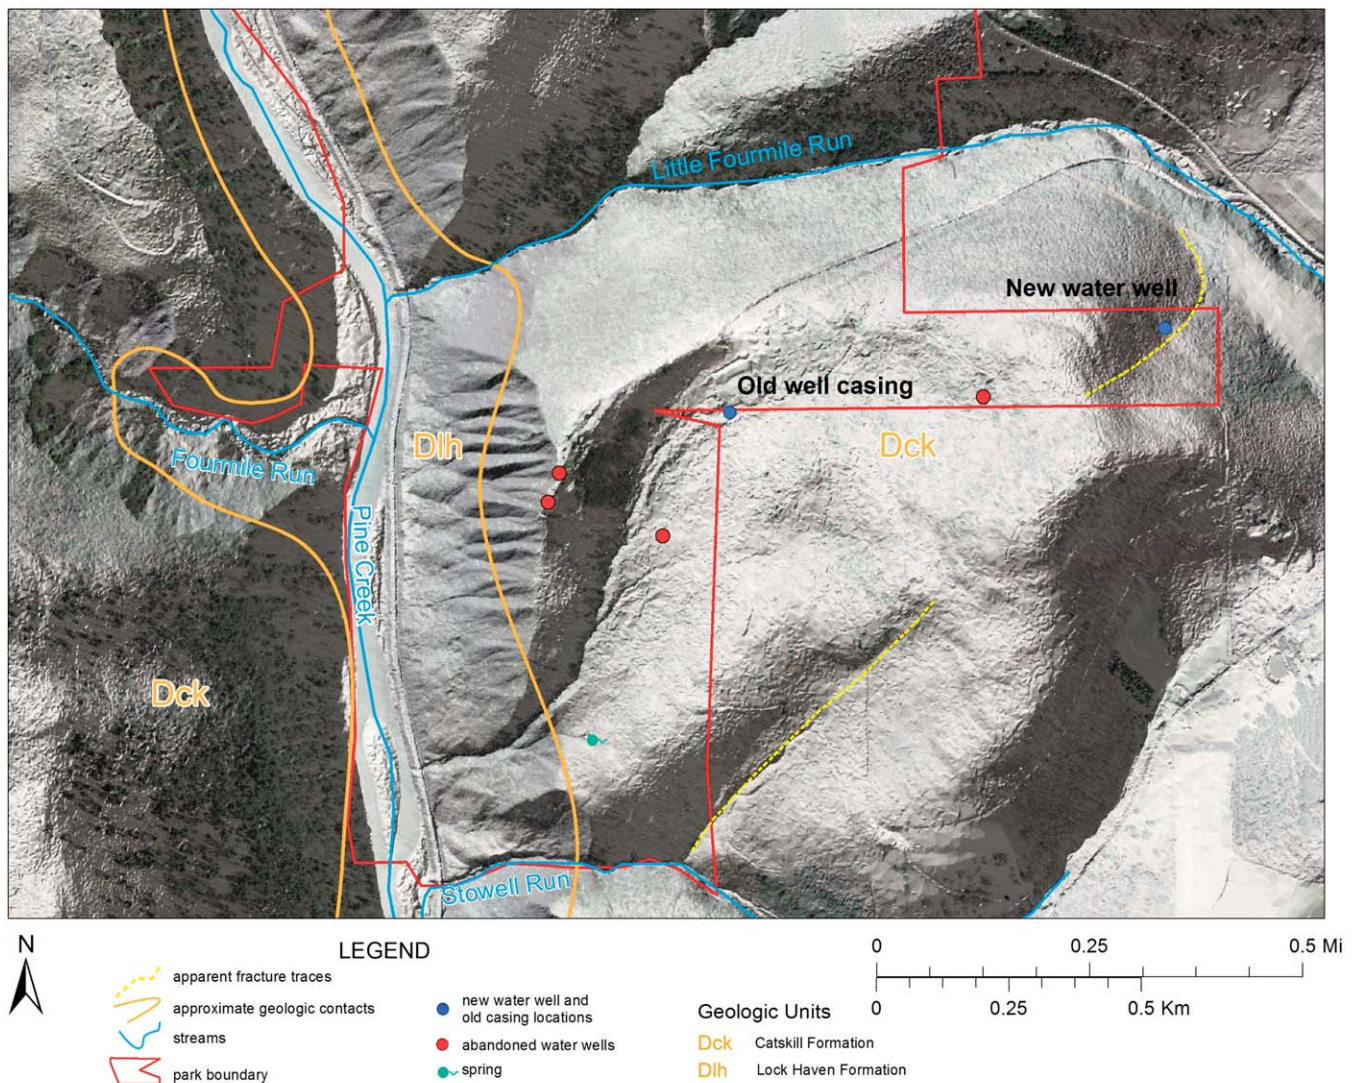 Little Fourmile Run
New water well
Old well casing
Dlh
Dck
Fourmile Run
Pine Creek
Dck
Stowell Run
N
LEGEND
apparent fracture traces
approximate geologic contacts
streams
park boundary
new water well and
old casing locations
abandoned water wells
spring
0 0.25 0.5 Mi
0 0.25 0.5 Km
Geologic Units
Dck Catskill Formation
Dlh Lock Haven Formation